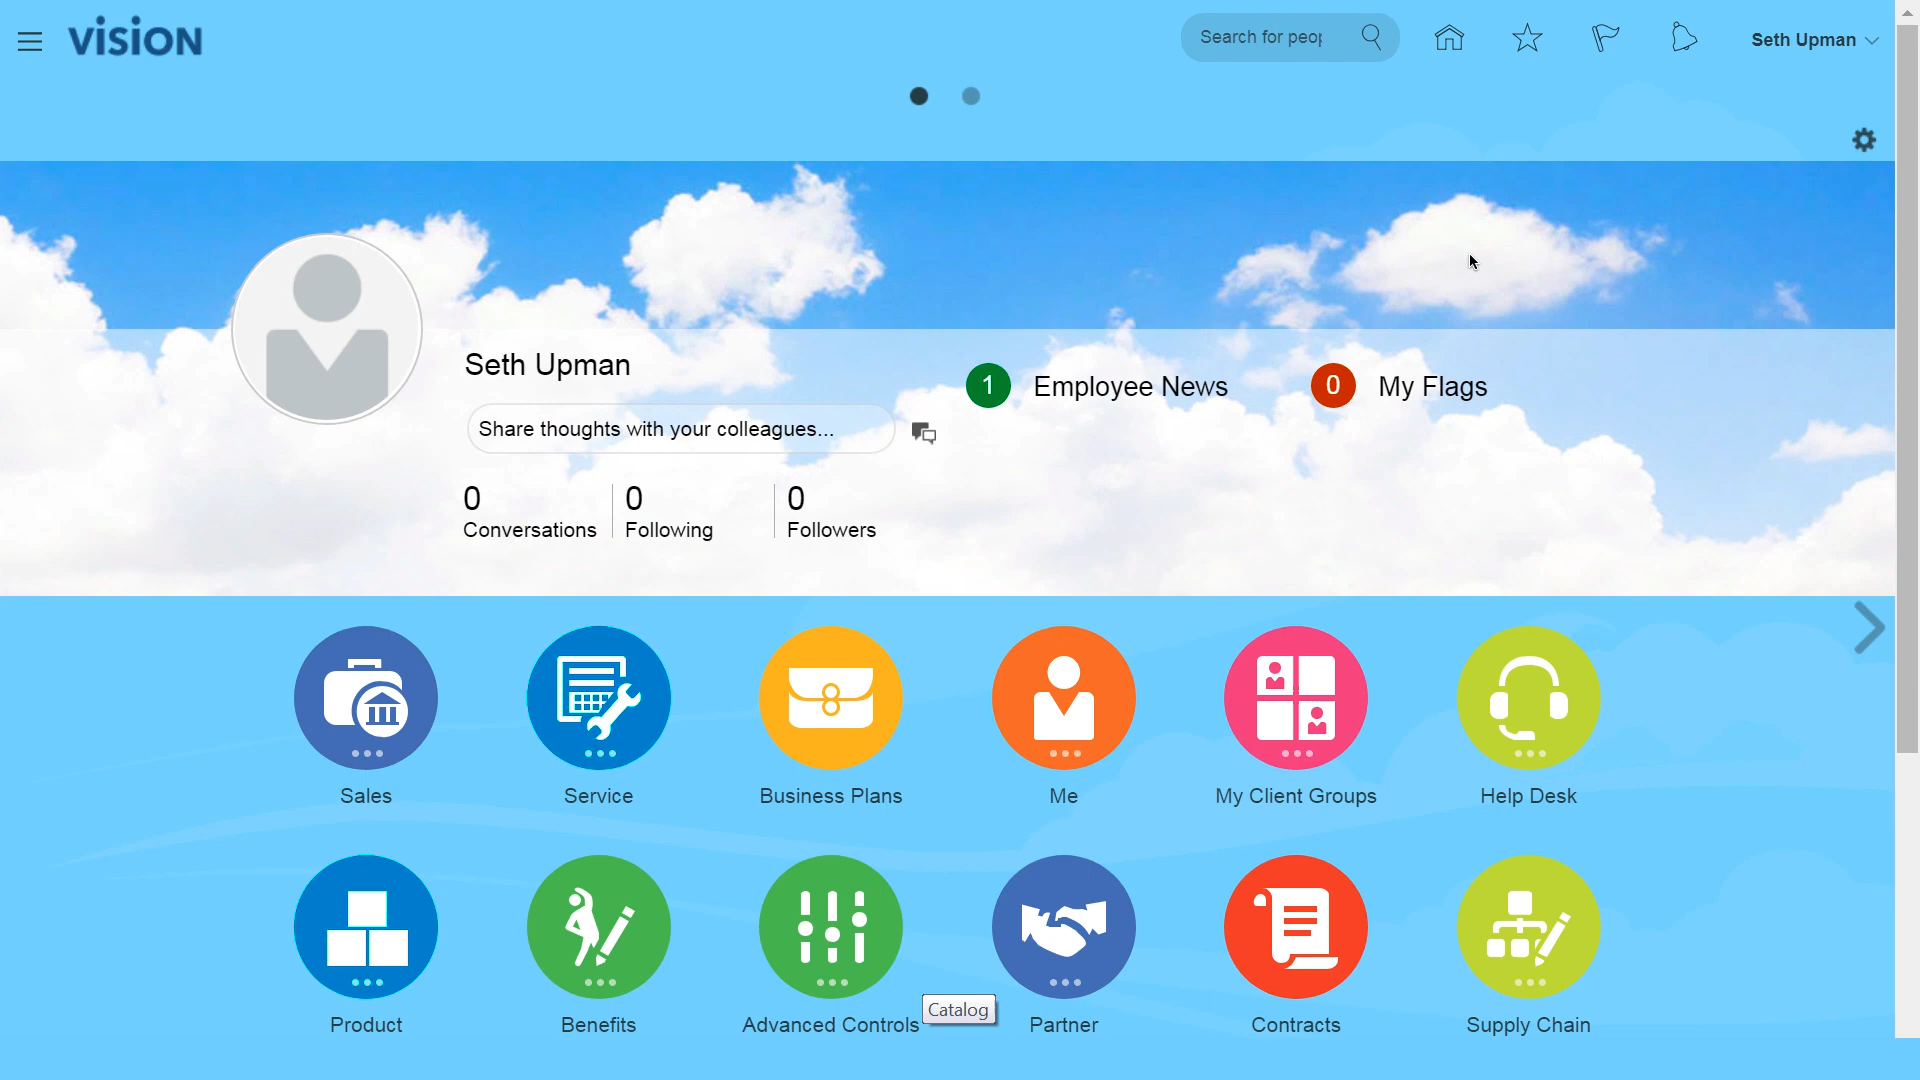 vision
Search for peop
Seth Upman
Seth Upman
1 Employee News
0 My Flags
Share thoughts with your colleagues...
0 0 0
Conversations Following Followers
Sales Service Business Plans Me My Client Groups Help Desk
Catalog
Product Benefits Advanced Controls Partner Contracts Supply Chain